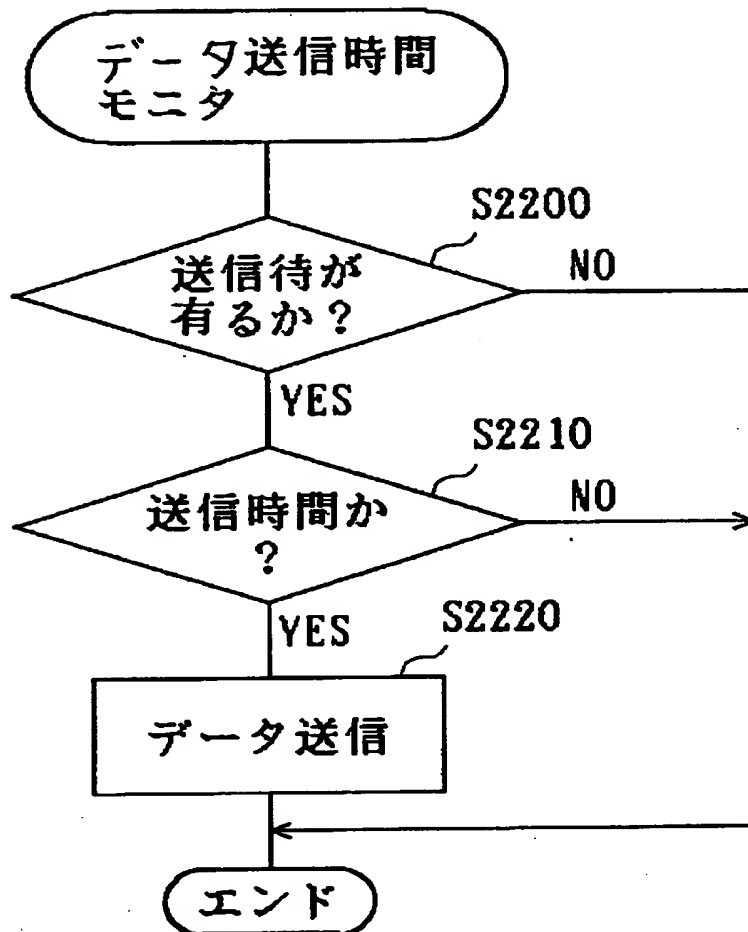 データ送信時間
モニタ
S2200
送信待が
有るか？
NO
YES
S2210
送信時間か
？
NO
YES
S2220
データ送信
エンド